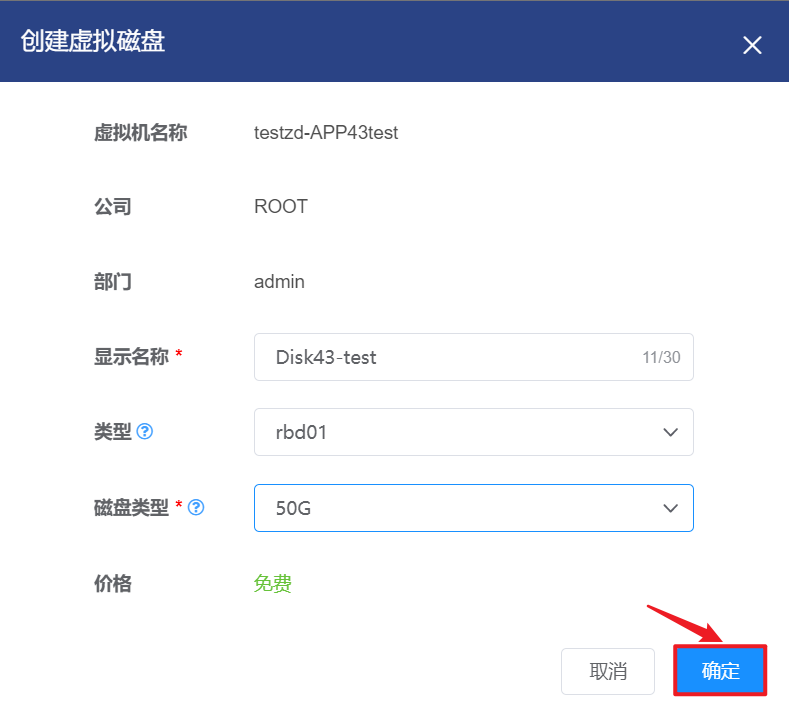 创建虚拟磁盘
虚拟机名称 testzd-APP43test
公司 ROOT
部门 admin
显示名称 * Disk43-test 11/30
类型 ? rbd01
磁盘类型 * ? 50G
价格 免费
取消 确定